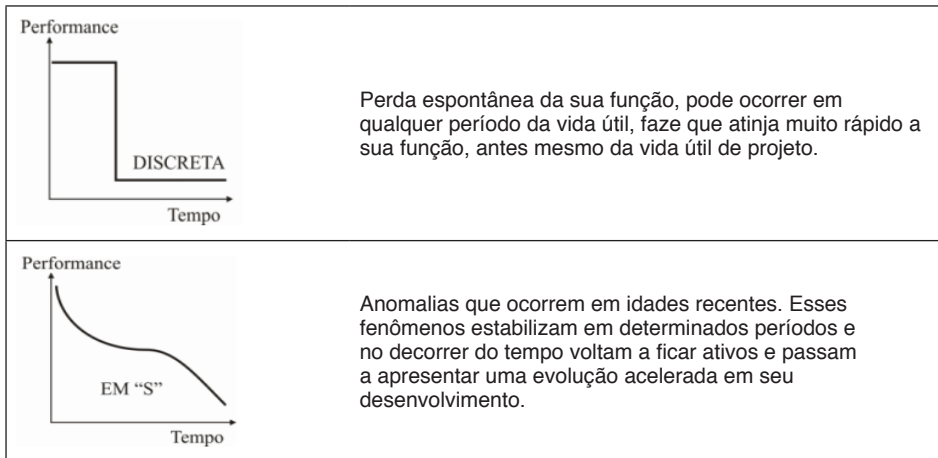 Performance
DISCRETA
Tempo
Perda espontânea da sua função, pode ocorrer em
qualquer período da vida útil, faze que atinja muito rápido a
sua função, antes mesmo da vida útil de projeto.
Performance
EM “S”
Tempo
Anomalias que ocorrem em idades recentes. Esses
fenômenos estabilizam em determinados períodos e
no decorrer do tempo voltam a ficar ativos e passam
a apresentar uma evolução acelerada em seu
desenvolvimento.